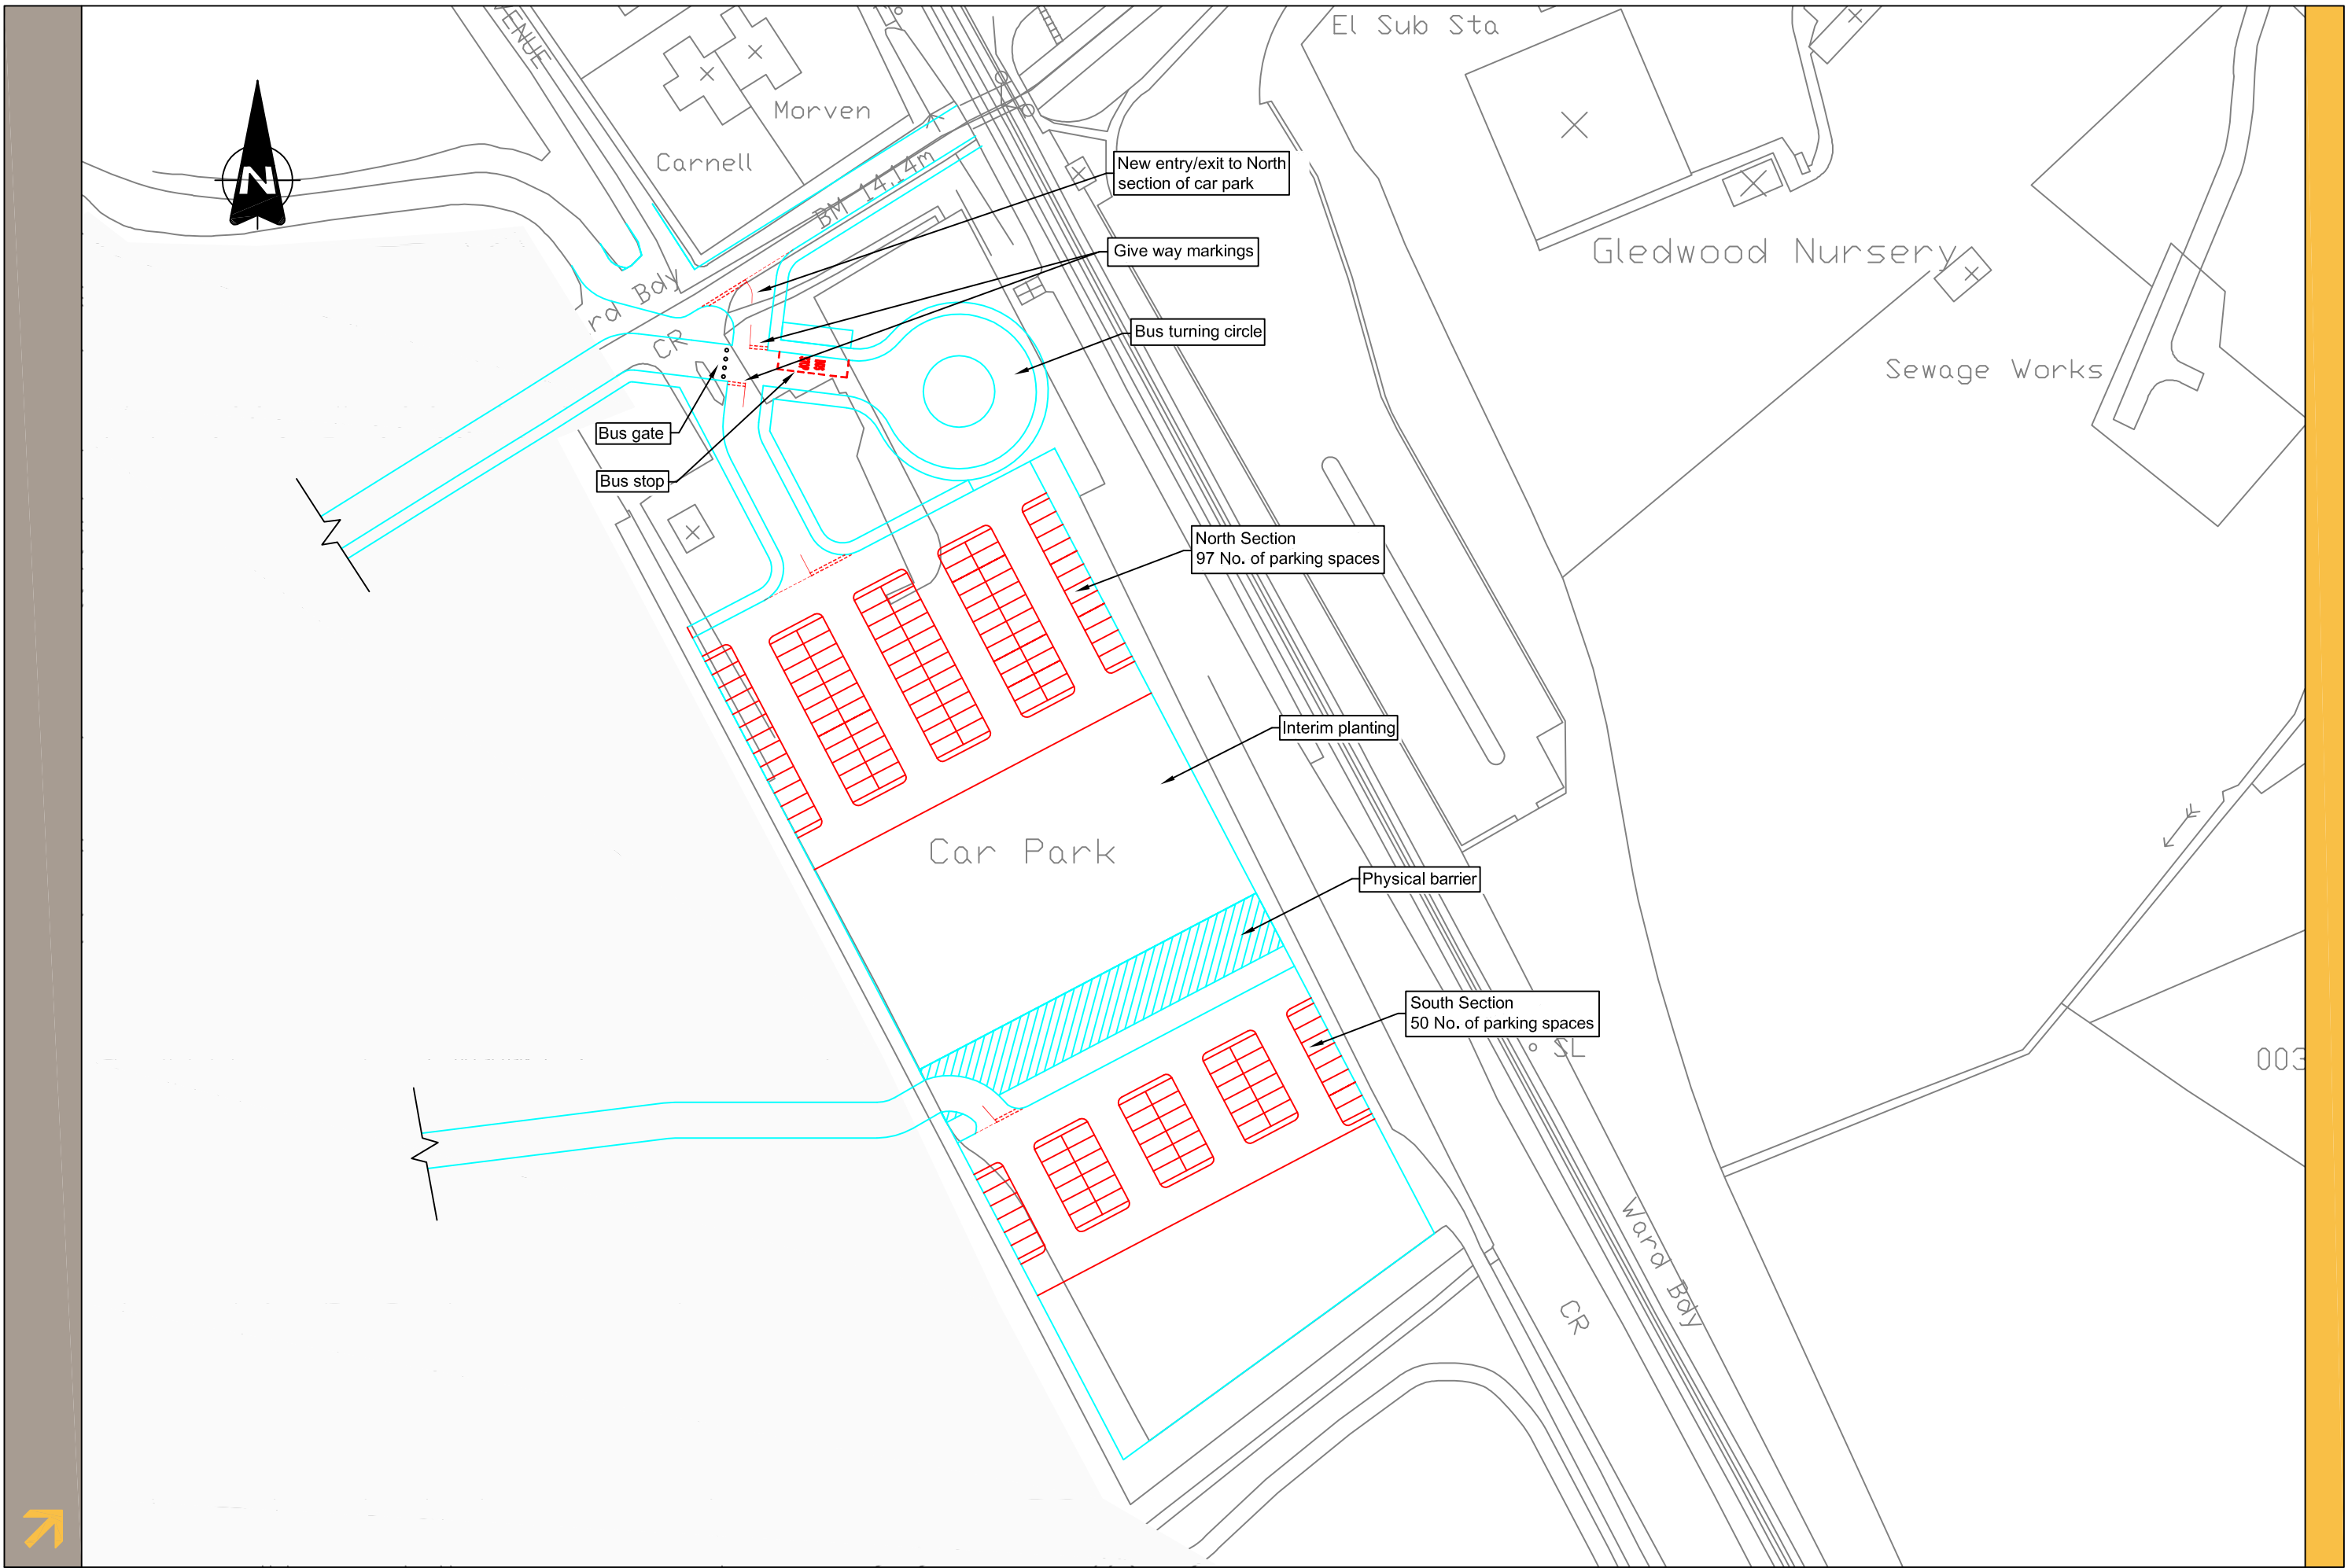 El Sub Sta
VENUE
Morven
Carnell
N
BM 14.14m
New entry/exit to North
section of car park
Give way markings
Gledwood Nursery
rd Bdy
CR
Bus turning circle
Sewage Works
Bus gate
Bus stop
North Section
97 No. of parking spaces
Interim planting
Car Park
Physical barrier
South Section
50 No. of parking spaces
SL
003
Ward Bdy
CR